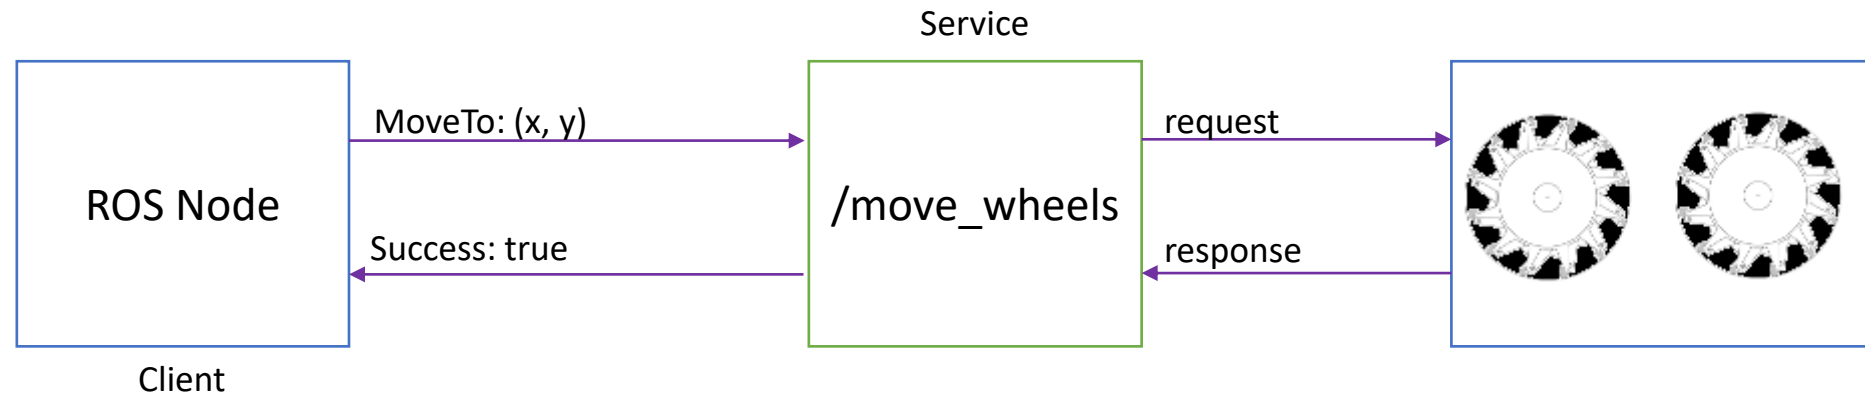 Service
MoveTo: (x, y)
request
ROS Node
/move_wheels
Success: true
response
Client